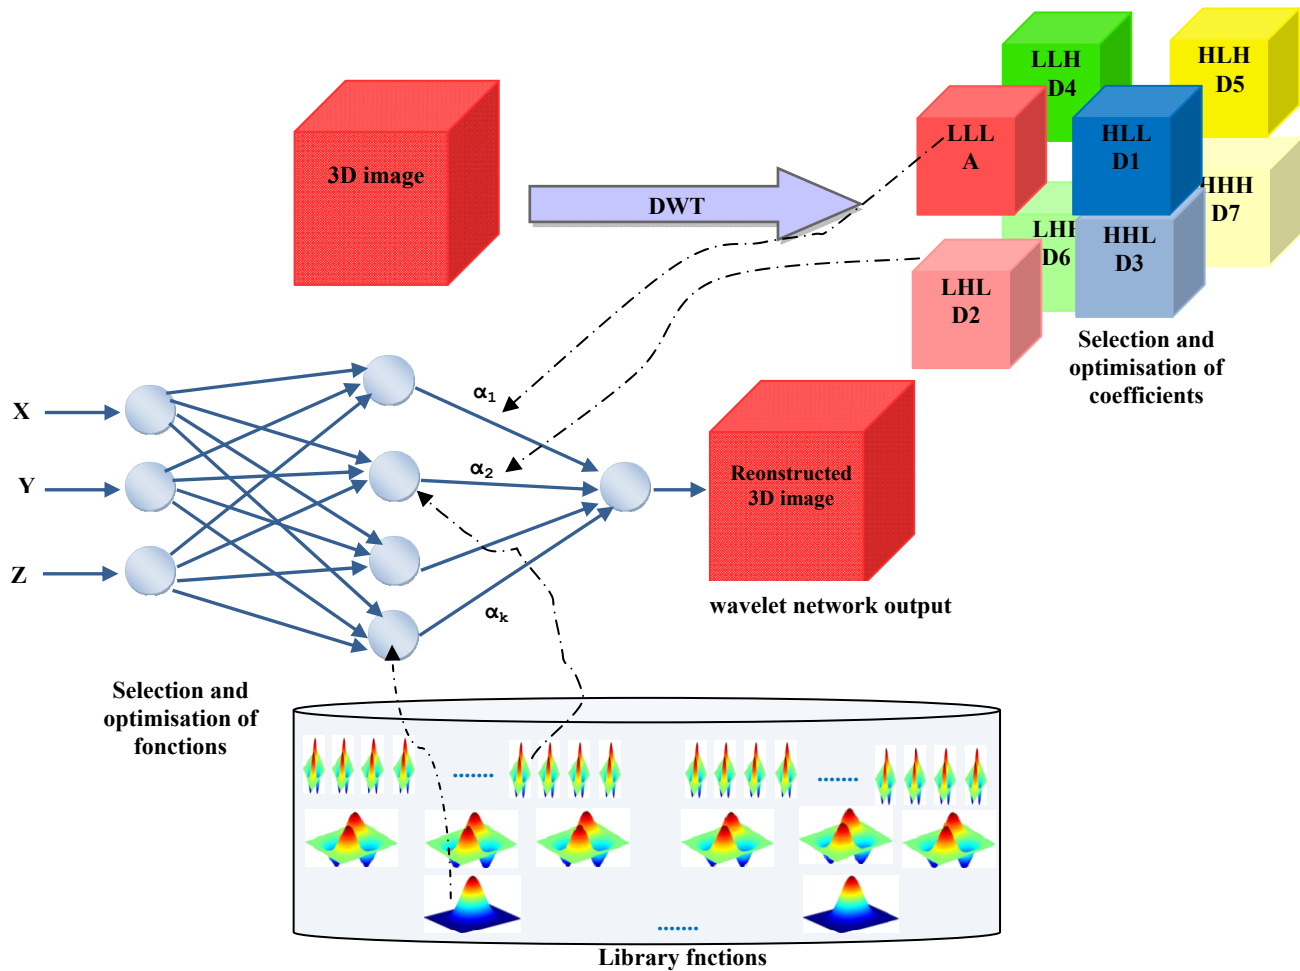 LLH
D4
HLH
D5
LLL
A
HLL
D1
3D image
DWT
HHH
D7
LHH
D6
HHL
D3
LHL
D2
Selection and
optimisation of
coefficients
X
α1
Y
α2
Reonstructed
3D image
Z
wavelet network output
αk
Selection and
optimisation of
fonctions
........
........
........
Library fnctions